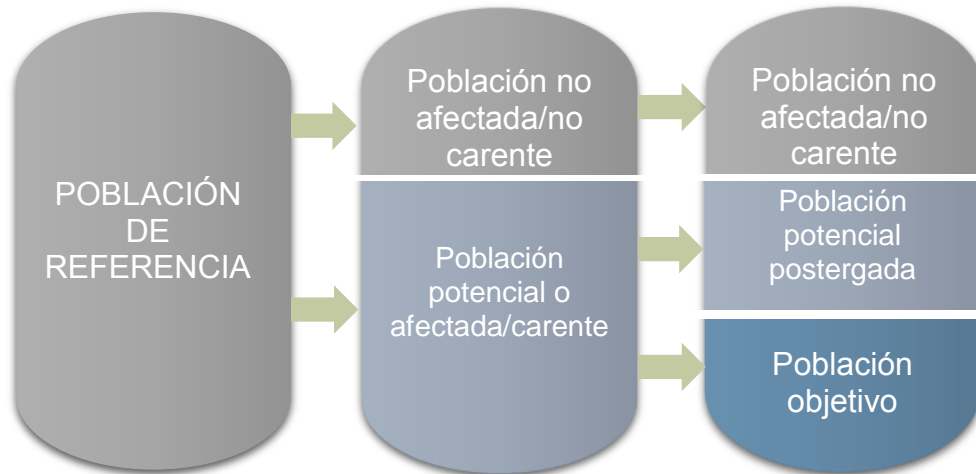 POBLACIÓN
DE
REFERENCIA
Población no
afectada/no
carente
Población
potencial o
afectada/carente
Población no
afectada/no
carente
Población
potencial
postergada
Población
objetivo